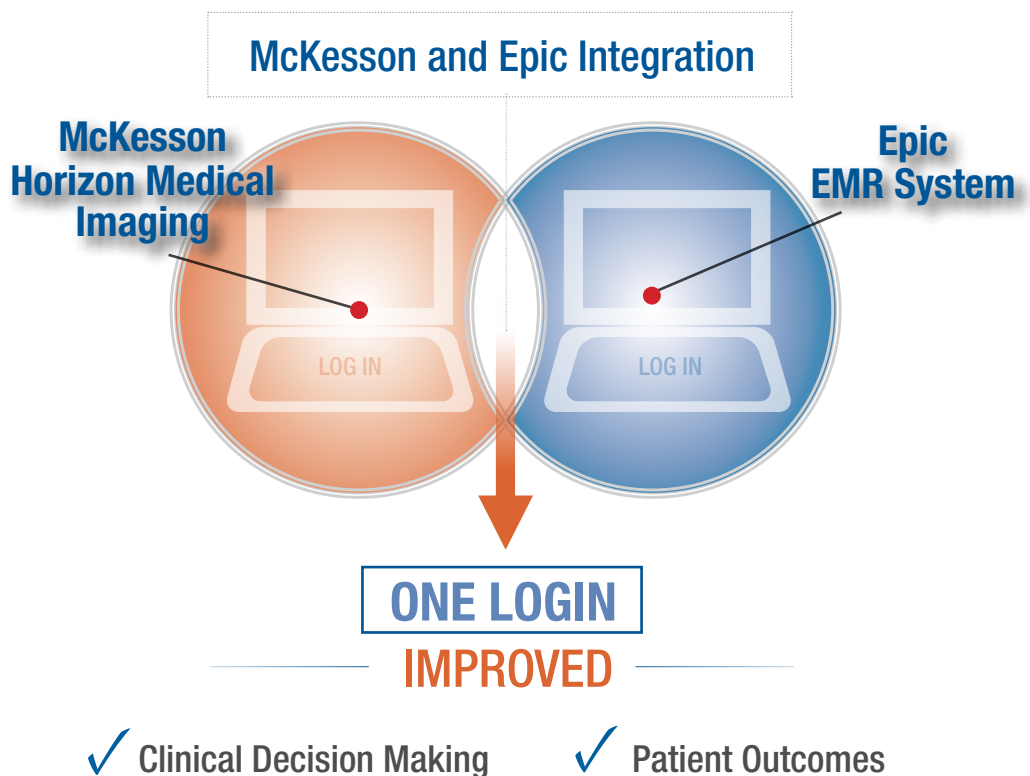 McKesson and Epic Integration
McKesson
Horizon Medical
Imaging
Epic
EMR System
LOG IN
LOG IN
ONE LOGIN
IMPROVED
Clinical Decision Making
Patient Outcomes